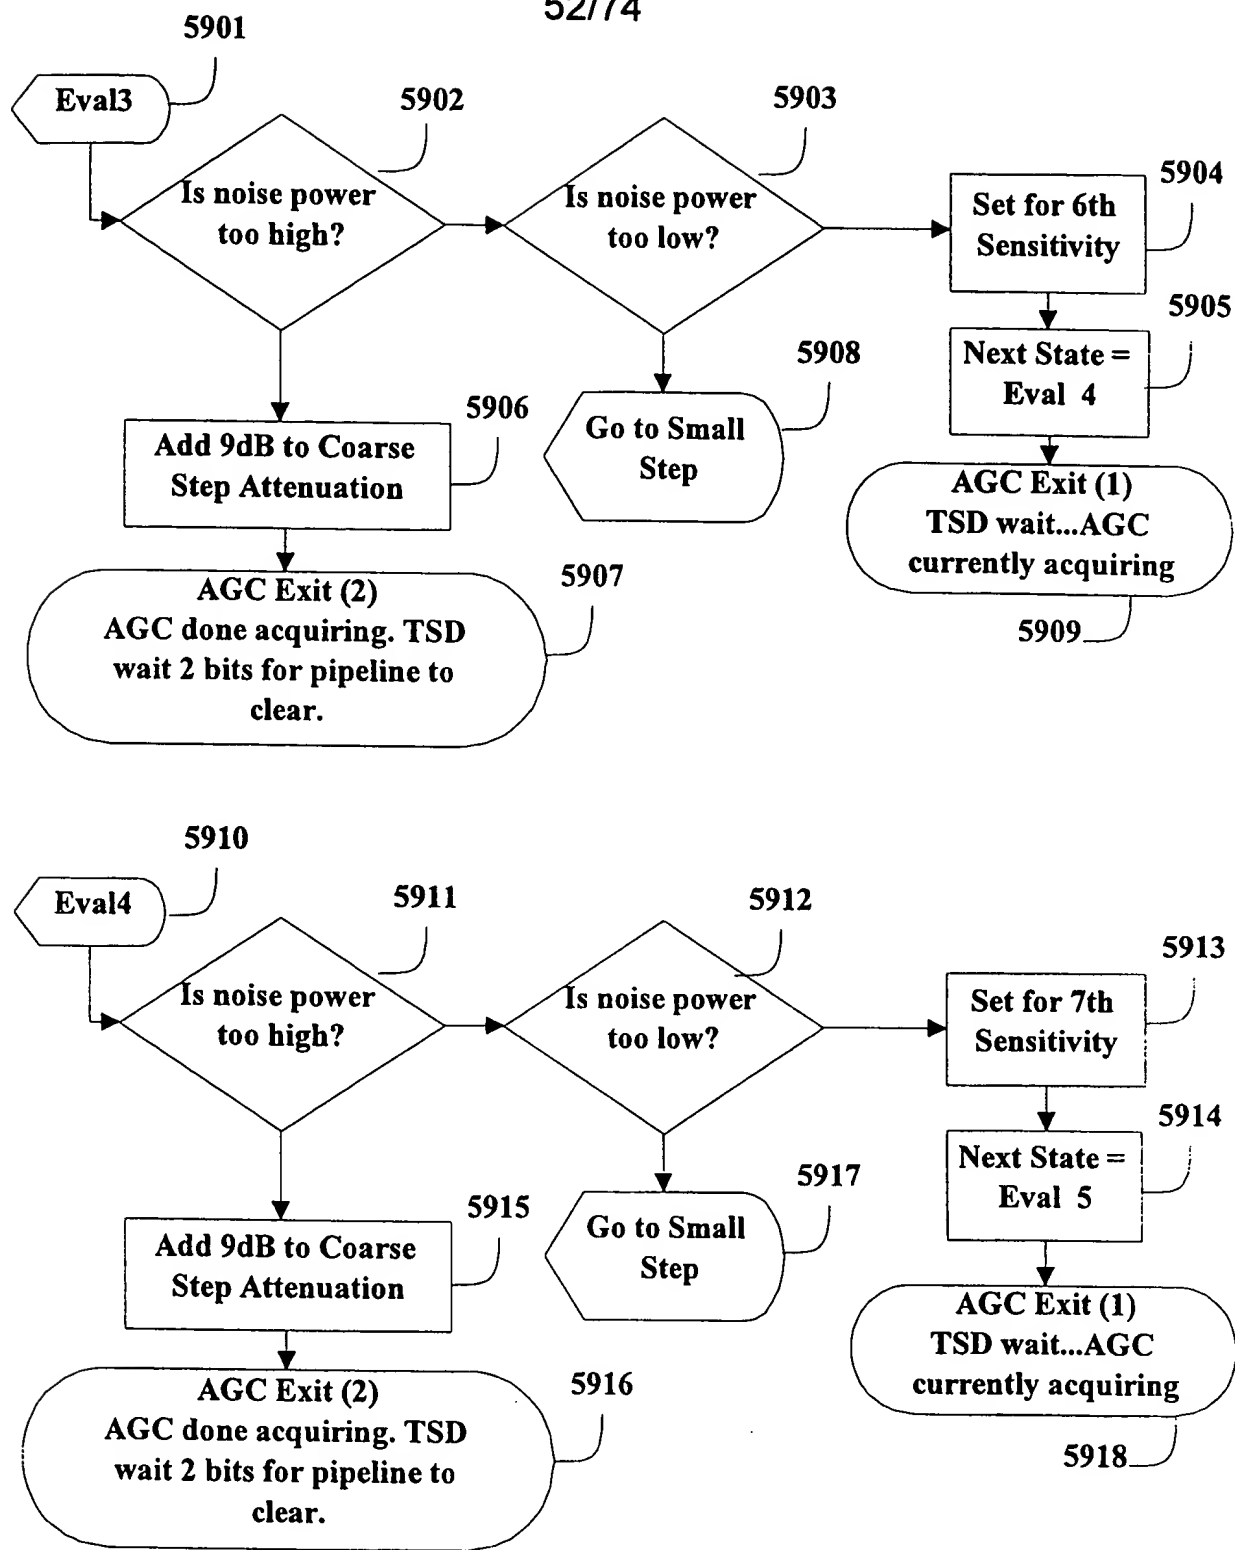 52/74
5901
Eval3
5902
5903
Is noise power
too high?
Is noise power
too low?
5904
Set for 6th
Sensitivity
5905
Next State =
Eval 4
5906
Add 9dB to Coarse
Step Attenuation
5908
Go to Small
Step
AGC Exit (1)
TSD wait...AGC
currently acquiring
5909
5907
AGC Exit (2)
AGC done acquiring. TSD
wait 2 bits for pipeline to
clear.
5910
Eval4
5911
5912
Is noise power
too high?
Is noise power
too low?
5913
Set for 7th
Sensitivity
5914
Next State =
Eval 5
5915
Add 9dB to Coarse
Step Attenuation
5917
Go to Small
Step
AGC Exit (1)
TSD wait...AGC
currently acquiring
5918
5916
AGC Exit (2)
AGC done acquiring. TSD
wait 2 bits for pipeline to
clear.